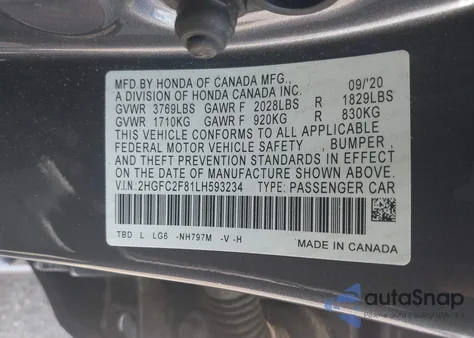 MFD.BY HONDA OF CANADA MFG.,
A DIVISION OF HONDA CANADA INC. 09/'20
GVWR 3769LBS GAWR F 2028LBS R 1829LBS
GVWR 1710KG GAWR F 920KG R 830KG
THIS VEHICLE CONFORMS TO ALL APPLICABLE
FEDERAL MOTOR VEHICLE SAFETY , BUMPER ,
AND THEFT PREVENTION STANDARDS IN EFFECT
ON THE DATE OF MANUFACTURE SHOWN ABOVE.
V.I.N: 2HGFC2F81LH593234 TYPE: PASSENGER CAR
TBD L LG6 -NH797M -V -H
MADE IN CANADA
autoSnap